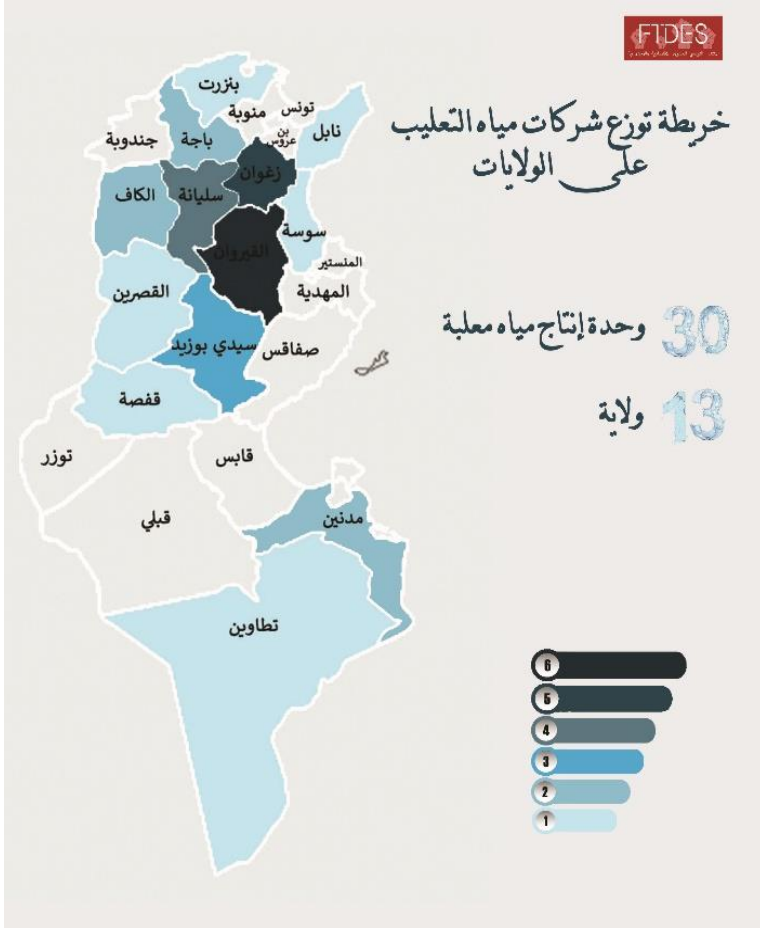 FTDES
خريطة توزع شركات مياه التعليب
على الولايات
30 وحدة إنتاج مياه معلبة
13 ولاية
بنزرت
تونس
منوبة
بن
عروس
نابل
باجة
جندوبة
زغوان
سليانة
الكاف
سوسة
القيروان
المنستير
المهدية
القصرين
سيدي بوزيد
صفاقس
قفصة
توزر
قابس
قبلي
مدنين
تطاوين
6
5
4
3
2
1